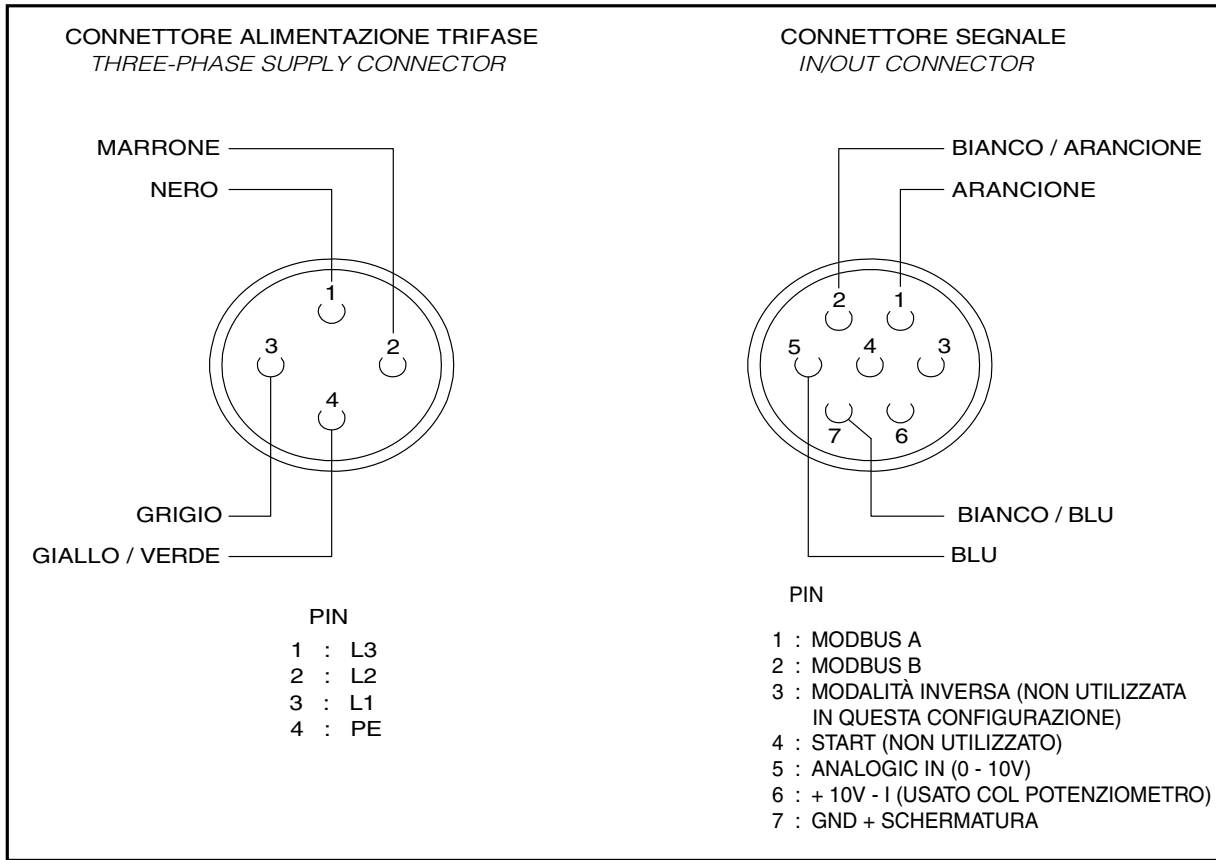 CONNETTORE ALIMENTAZIONE TRIFASE
THREE-PHASE SUPPLY CONNECTOR
MARRONE
NERO
1
3
2
4
GRIGIO
GIALLO / VERDE
PIN
1 : L3
2 : L2
3 : L1
4 : PE
CONNETTORE SEGNALE
IN/OUT CONNECTOR
BIANCO / ARANCIONE
ARANCIONE
2
1
5
4
3
7
6
BIANCO / BLU
BLU
PIN
1 : MODBUS A
2 : MODBUS B
3 : MODALITÀ INVERSA (NON UTILIZZATA
IN QUESTA CONFIGURAZIONE)
4 : START (NON UTILIZZATO)
5 : ANALOGIC IN (0 - 10V)
6 : + 10V - I (USATO COL POTENZIOMETRO)
7 : GND + SCHERMATURA